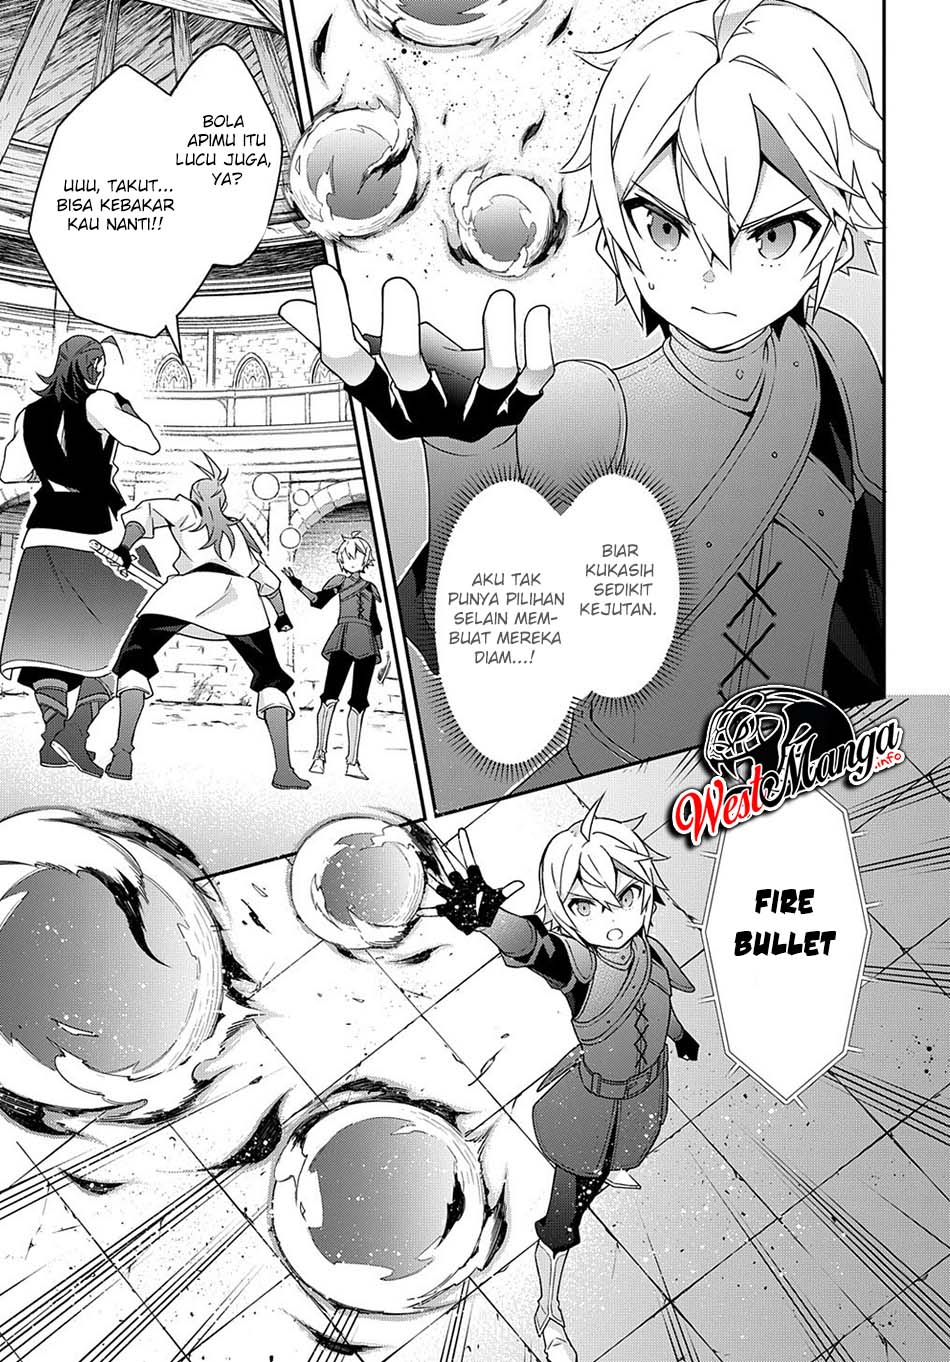 BIAR
KUKASIH
SEDIKIT
KEJUTAN.
AKU TAK
PUNYA PILIHAN
SELAIN MEM-
BUAT MEREKA
DIAM...!
BOLA
APIMU ITU
LUCU JUGA,
YA?
UUU, TAKUT...
BISA KEBAKAR
KAU NANTI!!
WestManga
.info
FIRE
BULLET